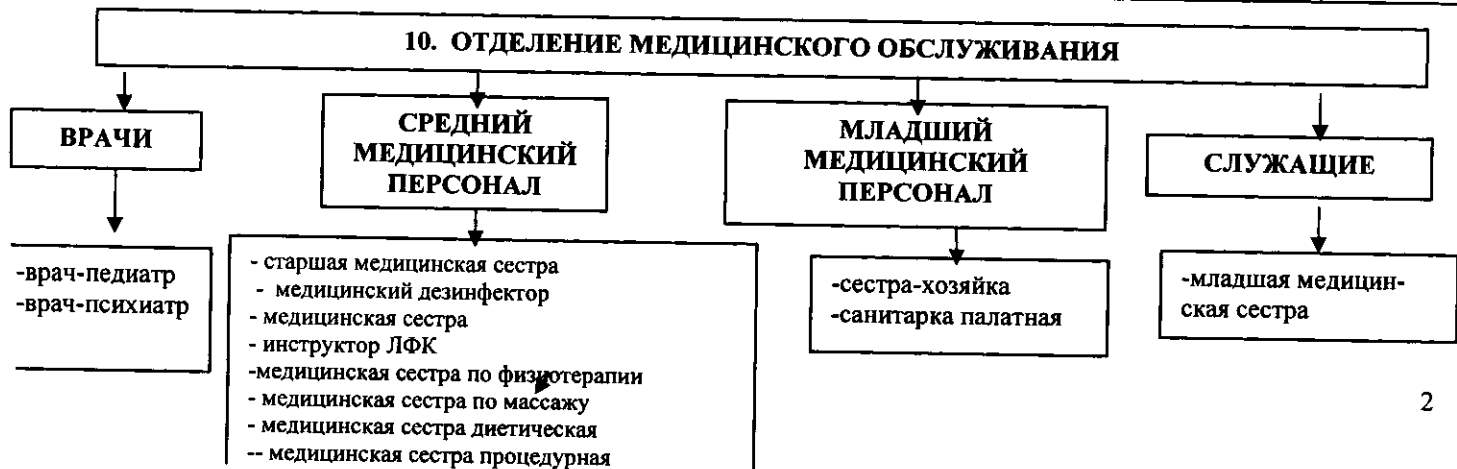 10. ОТДЕЛЕНИЕ МЕДИЦИНСКОГО ОБСЛУЖИВАНИЯ
ВРАЧИ
СРЕДНИЙ
МЕДИЦИНСКИЙ
ПЕРСОНАЛ
МЛАДШИЙ
МЕДИЦИНСКИЙ
ПЕРСОНАЛ
СЛУЖАЩИЕ
-врач-педиатр
-врач-психиатр
- старшая медицинская сестра
- медицинский дезинфектор
- медицинская сестра
- инструктор ЛФК
-медицинская сестра по физиотерапии
- медицинская сестра по массажу
- медицинская сестра диетическая
-- медицинская сестра процедурная
-сестра-хозяйка
-санитарка палатная
-младшая медицин-
ская сестра
2